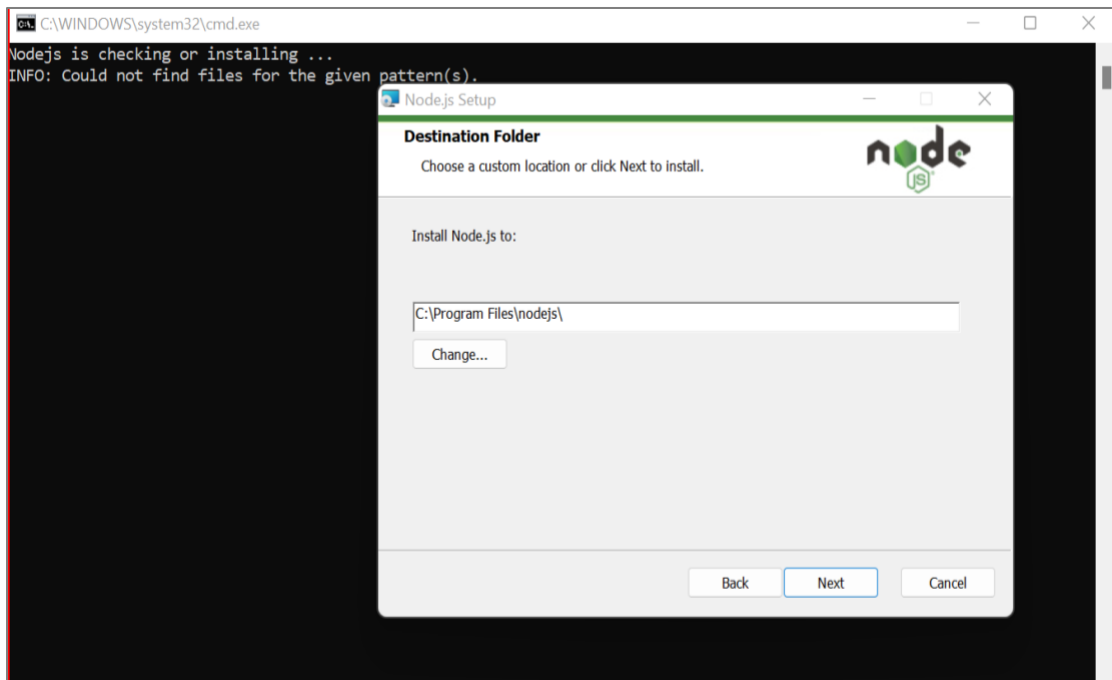 C:\WINDOWS\system32\cmd.exe
Nodejs is checking or installing ...
INFO: Could not find files for the given pattern(s).
Node.js Setup
Destination Folder
Choose a custom location or click Next to install.
node
JS
Install Node.js to:
C:\Program Files\nodejs\
Change...
Back Next Cancel